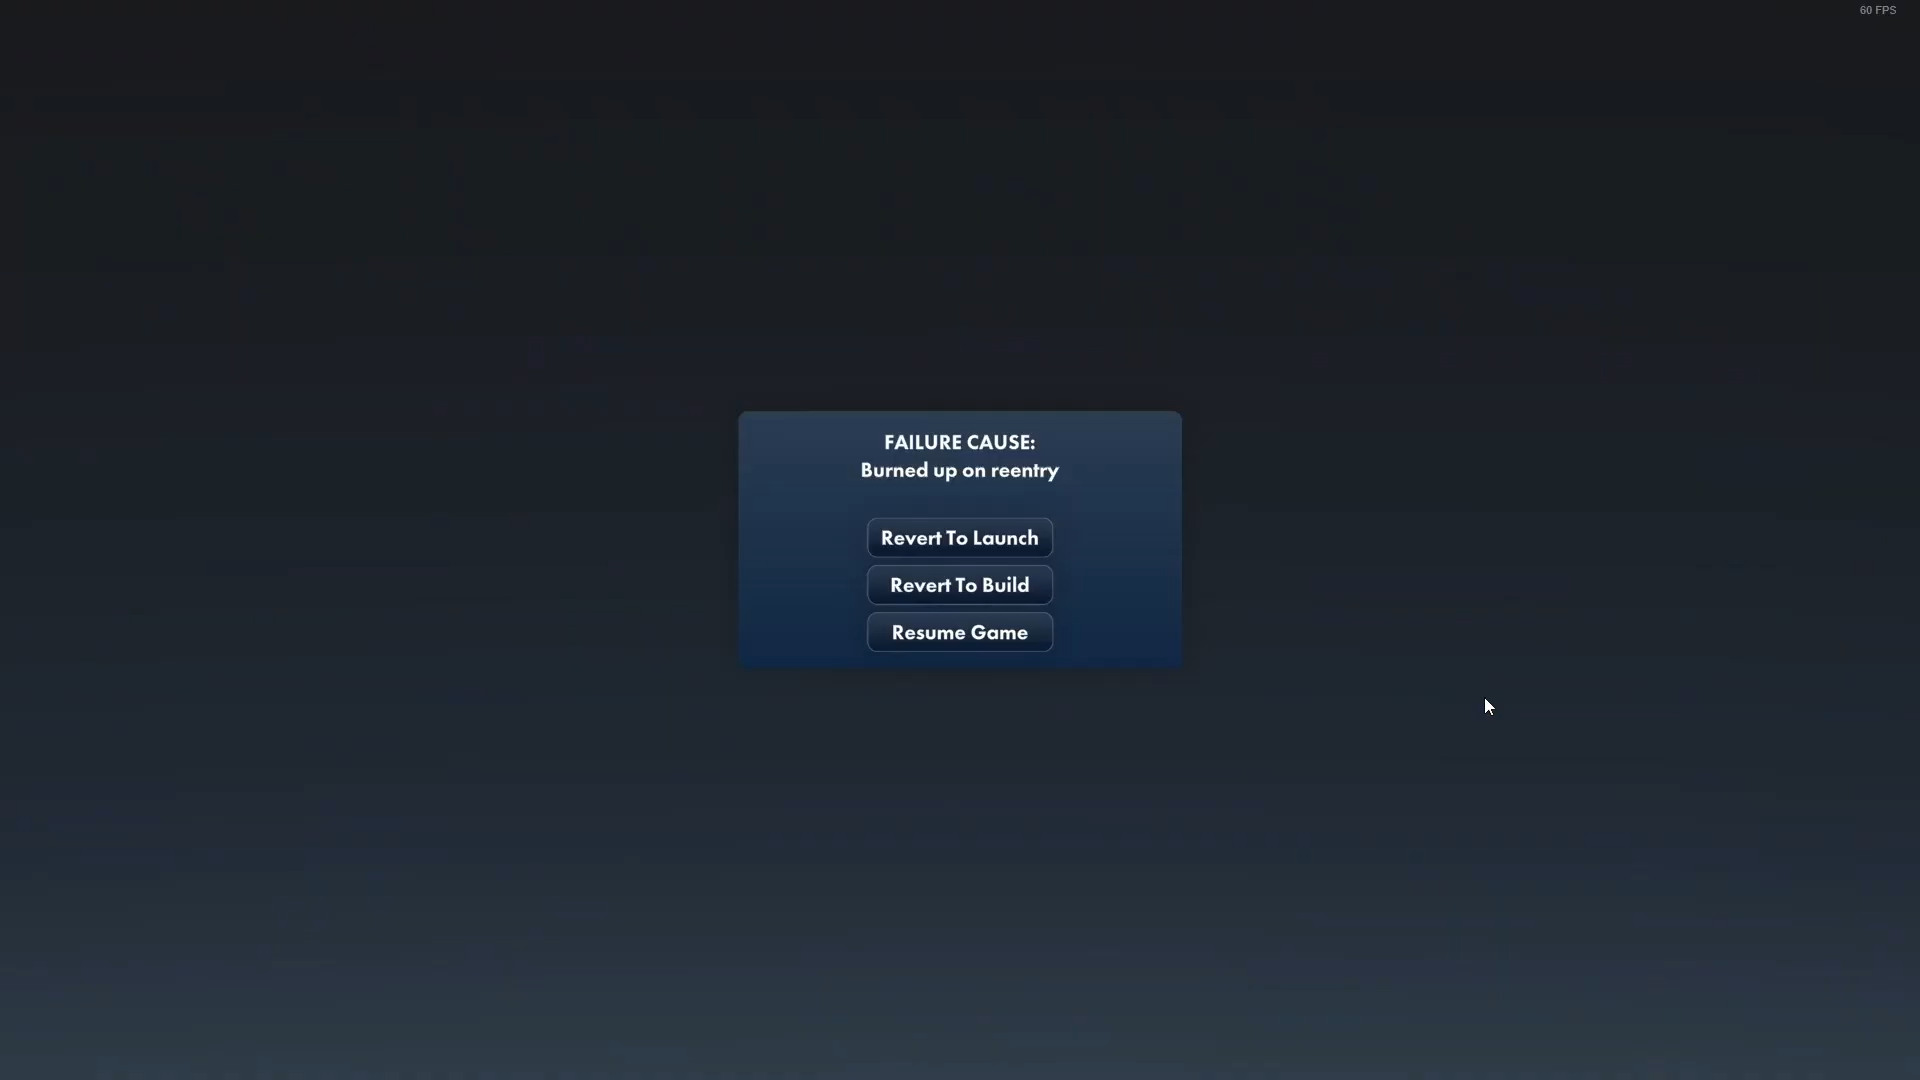 60 FPS
FAILURE CAUSE:
Burned up on reentry
Revert To Launch
Revert To Build
Resume Game